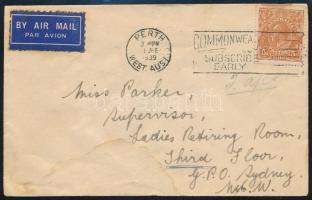 BY AIR MAIL
PAR AVION
PERTH
WEST. AUST.
COMMONWEA
SUBSCRIBE
EARLY
Miss Parker,
Supervisor,
Ladies Retiring Room,
Third Floor,
G.P.O. Sydney.
N.S.W.